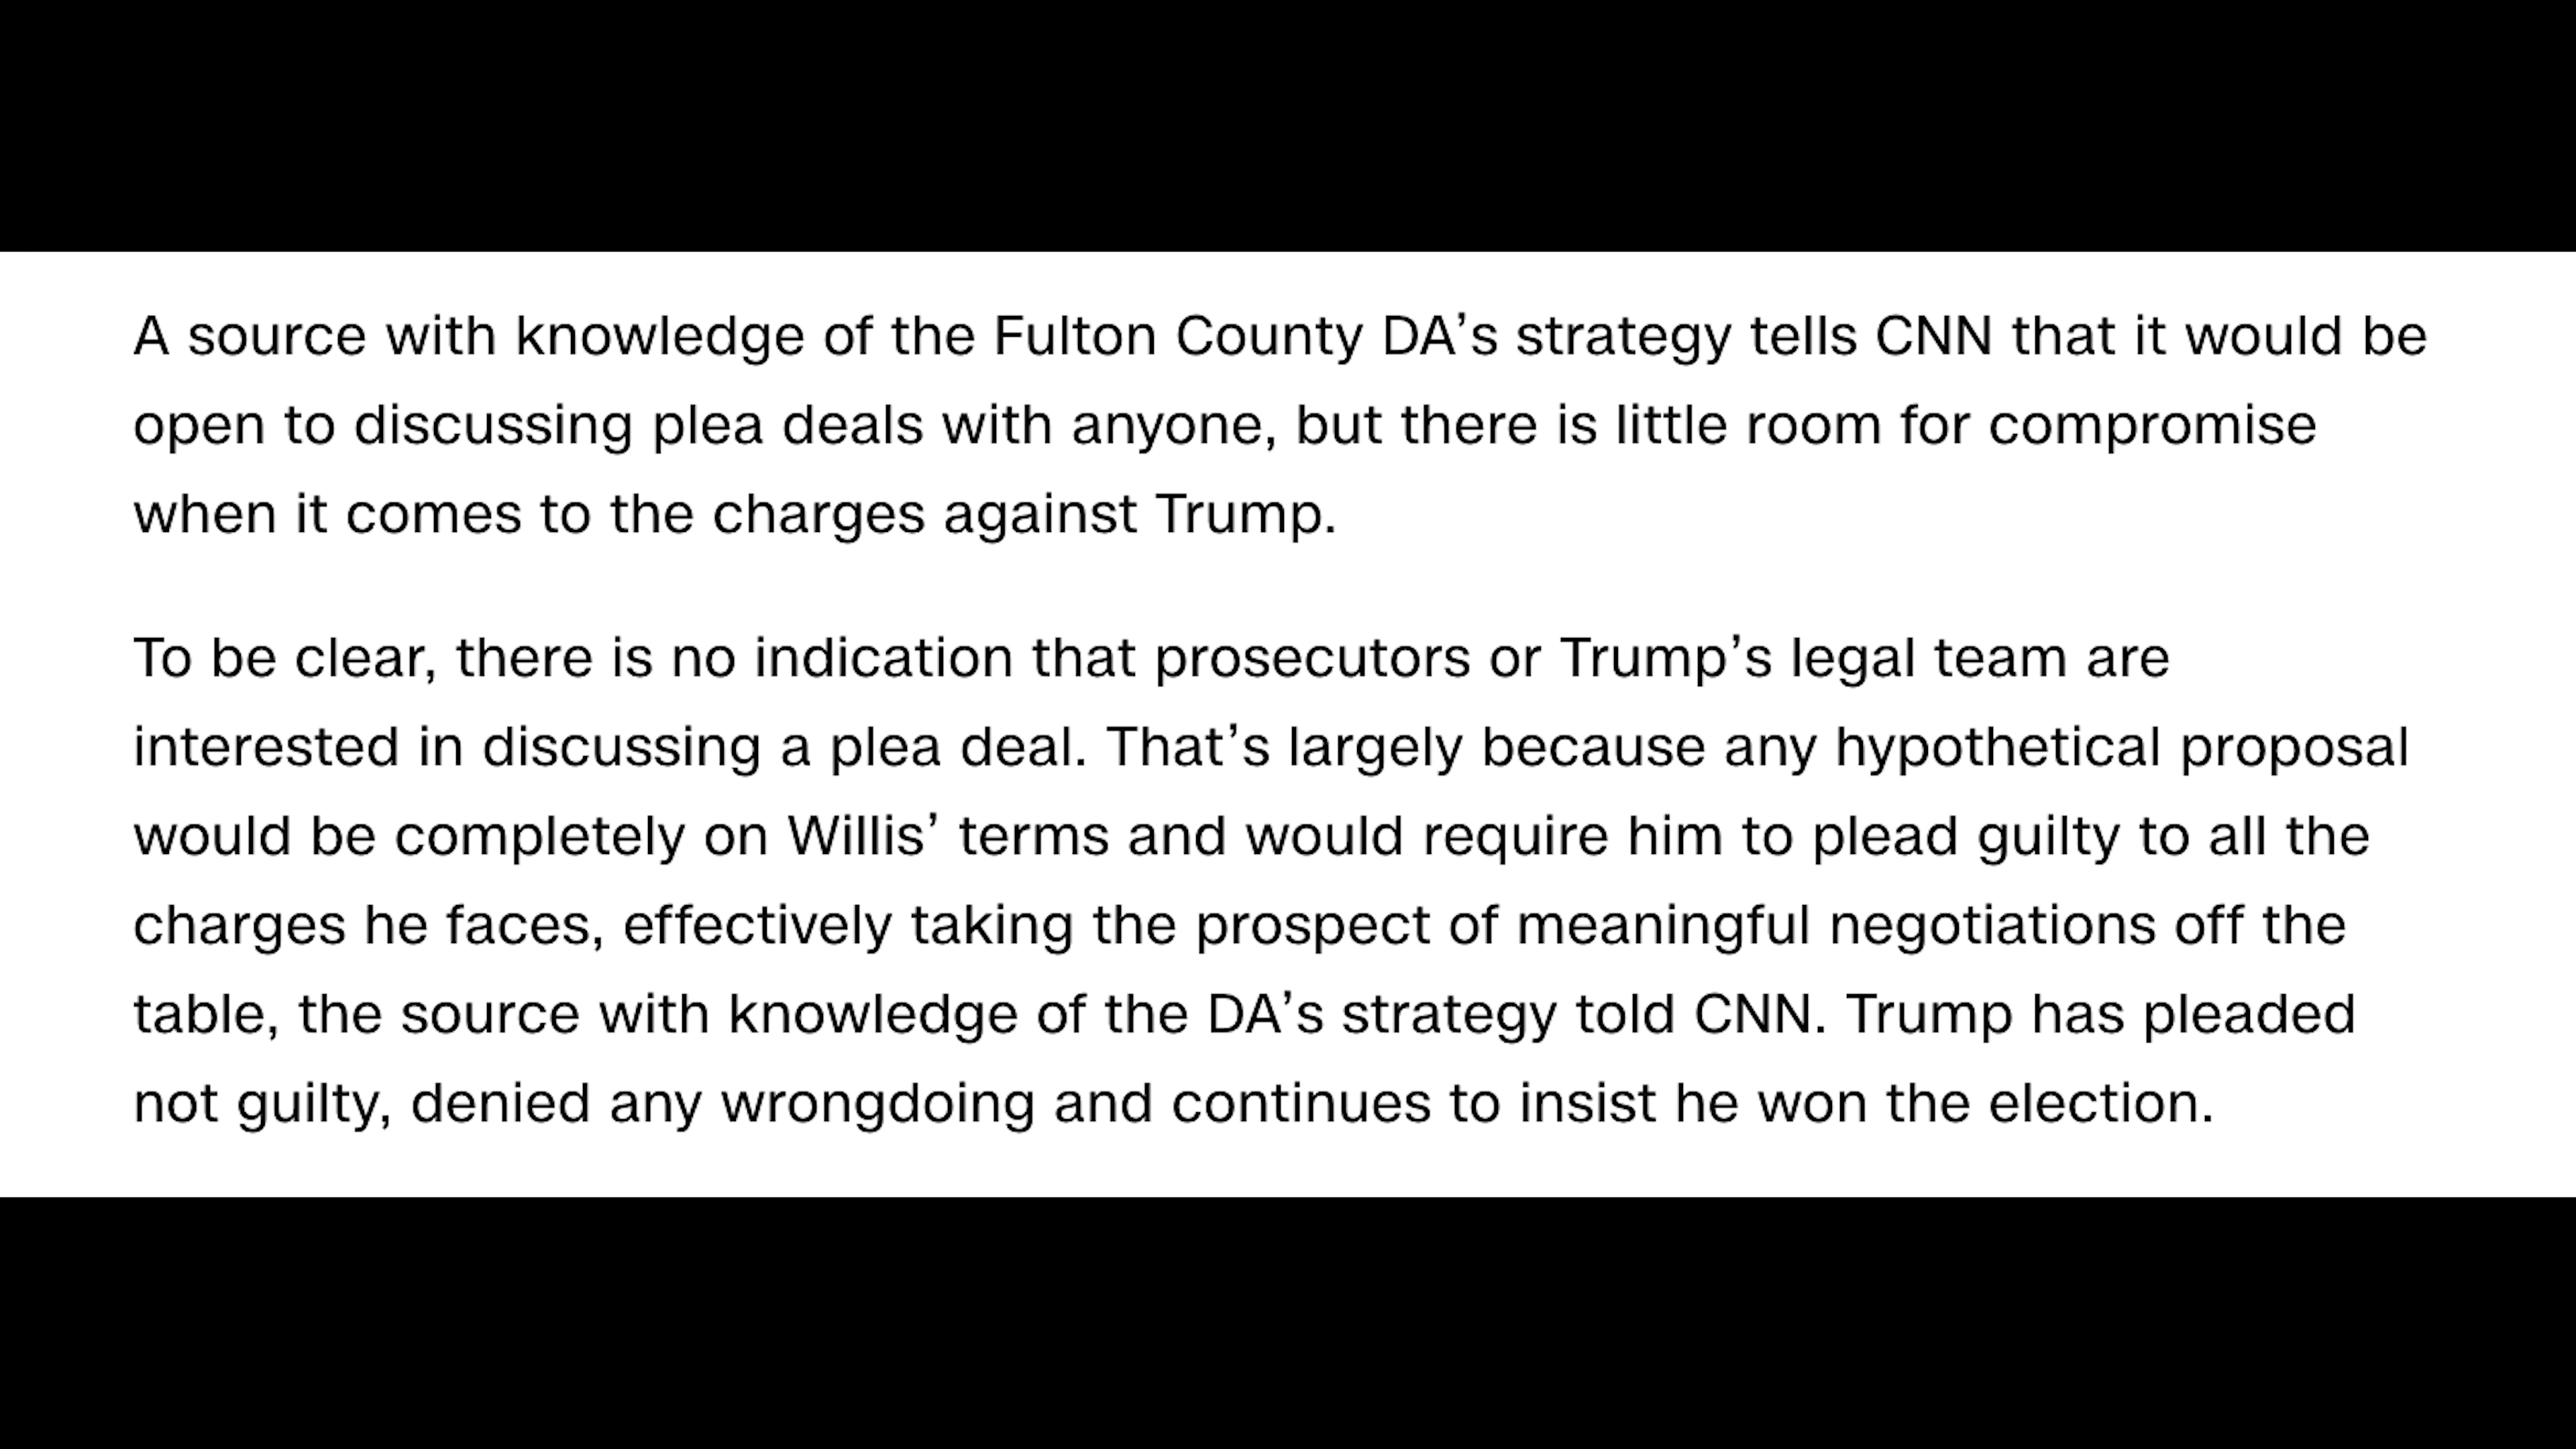 A source with knowledge of the Fulton County DA’s strategy tells CNN that it would be
open to discussing plea deals with anyone, but there is little room for compromise
when it comes to the charges against Trump.
To be clear, there is no indication that prosecutors or Trump’s legal team are
interested in discussing a plea deal. That’s largely because any hypothetical proposal
would be completely on Willis’ terms and would require him to plead guilty to all the
charges he faces, effectively taking the prospect of meaningful negotiations off the
table, the source with knowledge of the DA’s strategy told CNN. Trump has pleaded
not guilty, denied any wrongdoing and continues to insist he won the election.